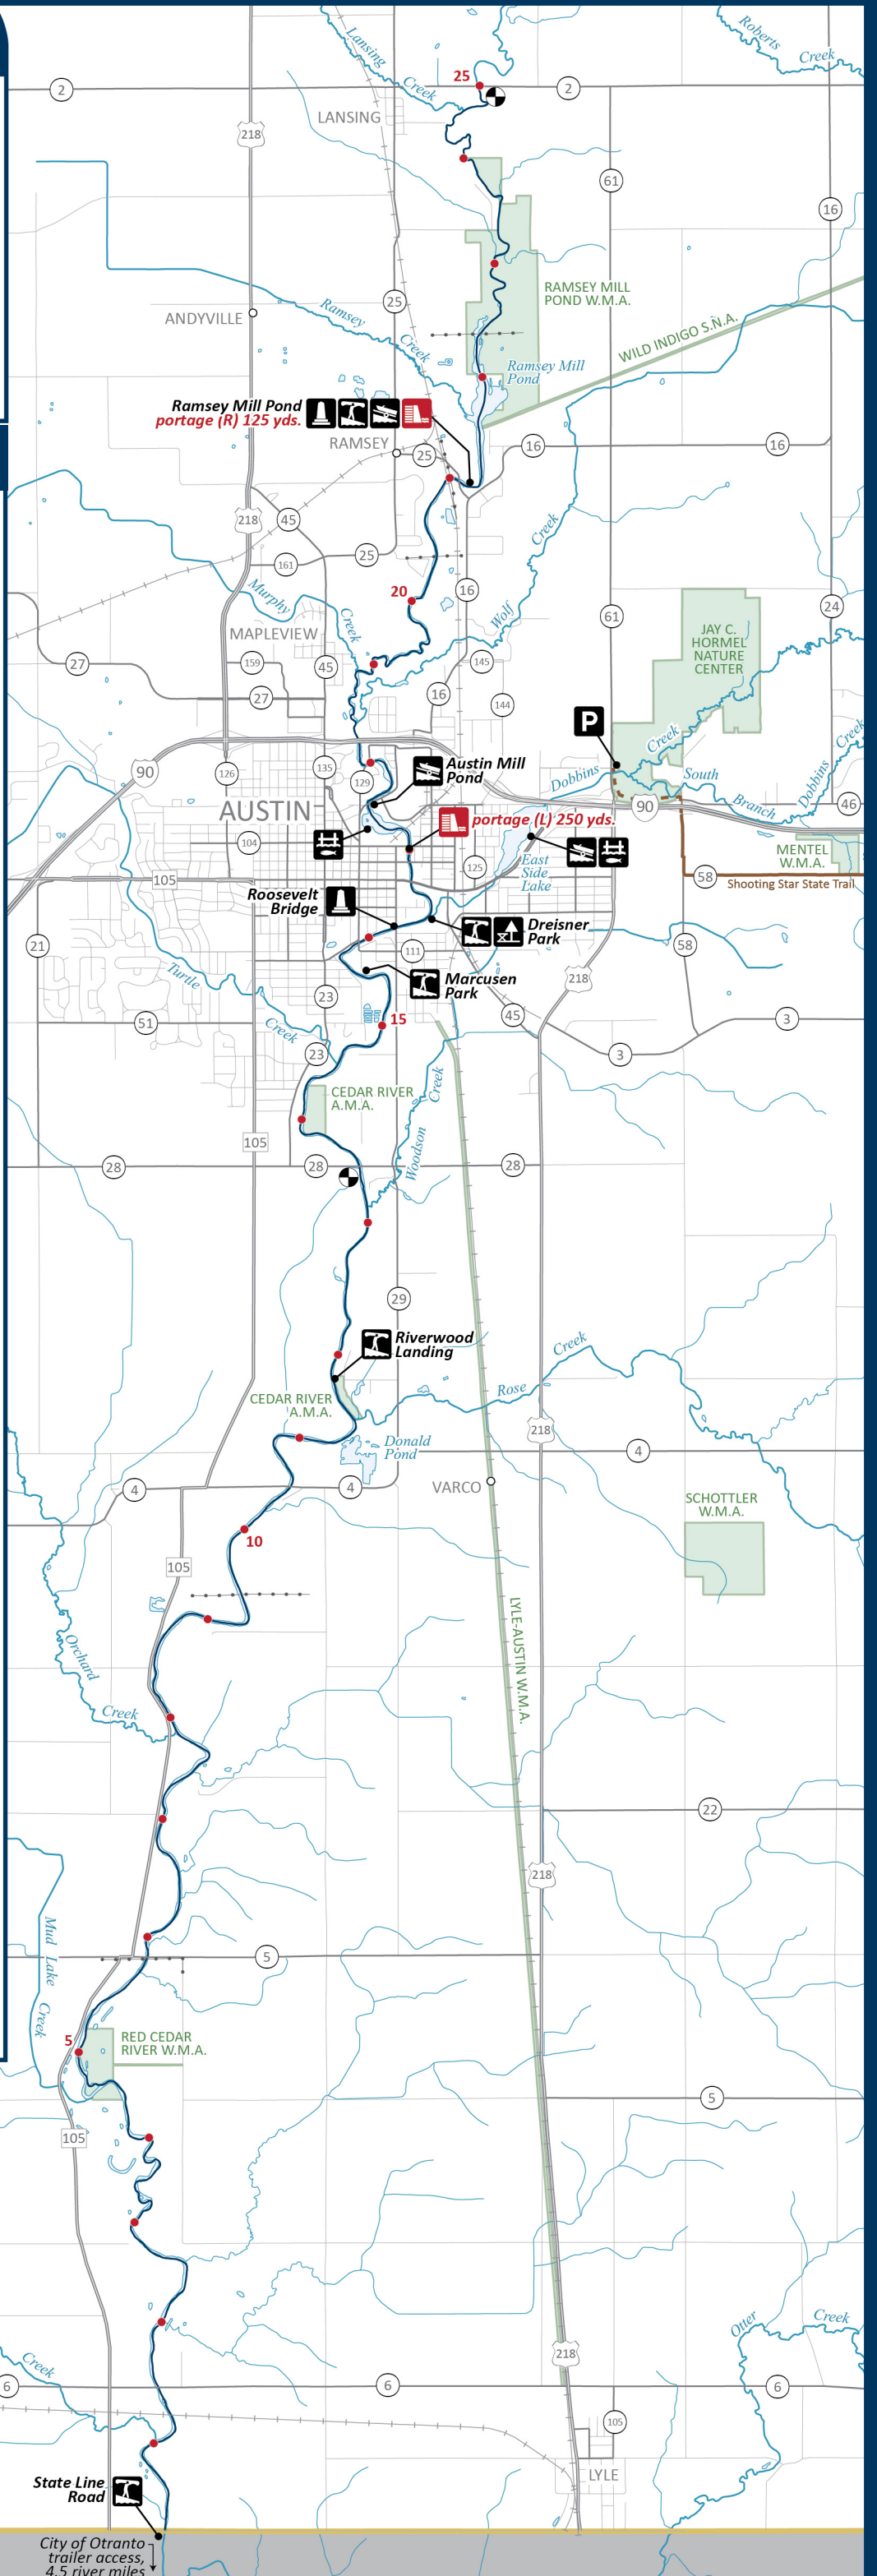 Lansing
Creek
Roberts
Creek
25
2
2
LANSING
218
61
16
RAMSEY MILL
POND W.M.A.
25
Ramsey
Creek
ANDYVILLE
WILD INDIGO S.N.A.
Ramsey Mill
Pond
Ramsey Mill Pond
portage (R) 125 yds.
RAMSEY
25
16
16
218
45
25
161
Creek
Murphy
Creek
20
16
Wolf
61
24
JAY C.
HORMEL
NATURE
CENTER
MAPLEVIEW
27
159
45
145
27
16
144
P
Creek
Creek
90
126
135
129
Austin Mill
Pond
Dobbins
South
Branch
Dobbins
90
46
AUSTIN
portage (L) 250 yds.
104
125
East
Side
Lake
MENTEL
W.M.A.
105
58
Shooting Star State Trail
Roosevelt
Bridge
Dreisner
Park
21
111
58
Turtle
Creek
Marcusen
Park
218
23
15
45
51
3
3
23
CEDAR RIVER
A.M.A.
Creek
Woodson
105
28
28
28
29
Riverwood
Landing
Creek
Rose
CEDAR RIVER
A.M.A.
218
Donald
Pond
4
4
4
VARCO
SCHOTTLER
W.M.A.
10
105
LYLE-AUSTIN W.M.A.
Orchard
Creek
22
218
Mud Lake
Creek
5
5
RED CEDAR
RIVER W.M.A.
5
105
Otter
Creek
218
Creek
6
6
6
105
LYLE
State Line
Road
City of Otranto
trailer access,
4.5 river miles